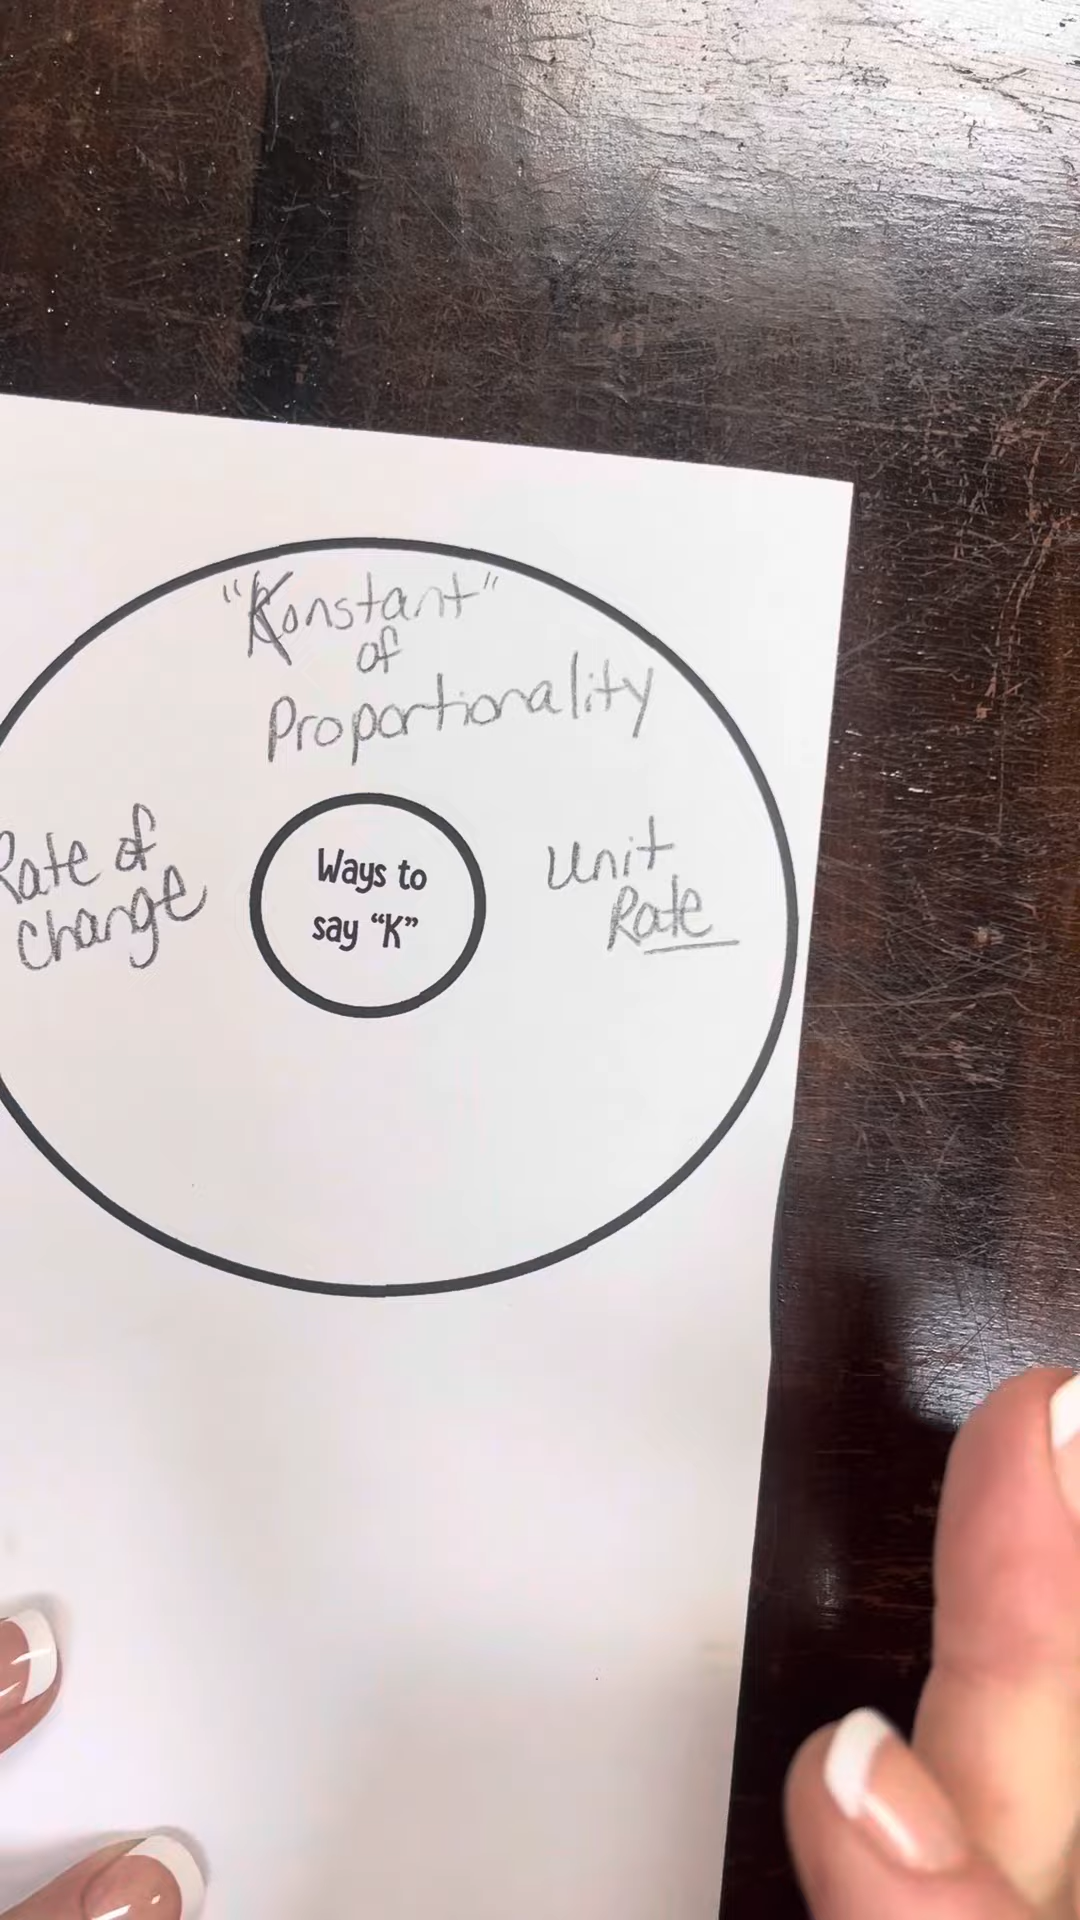 "Konstant"
of
Proportionality
Rate of
change
Ways to
say "K"
Unit
Rate